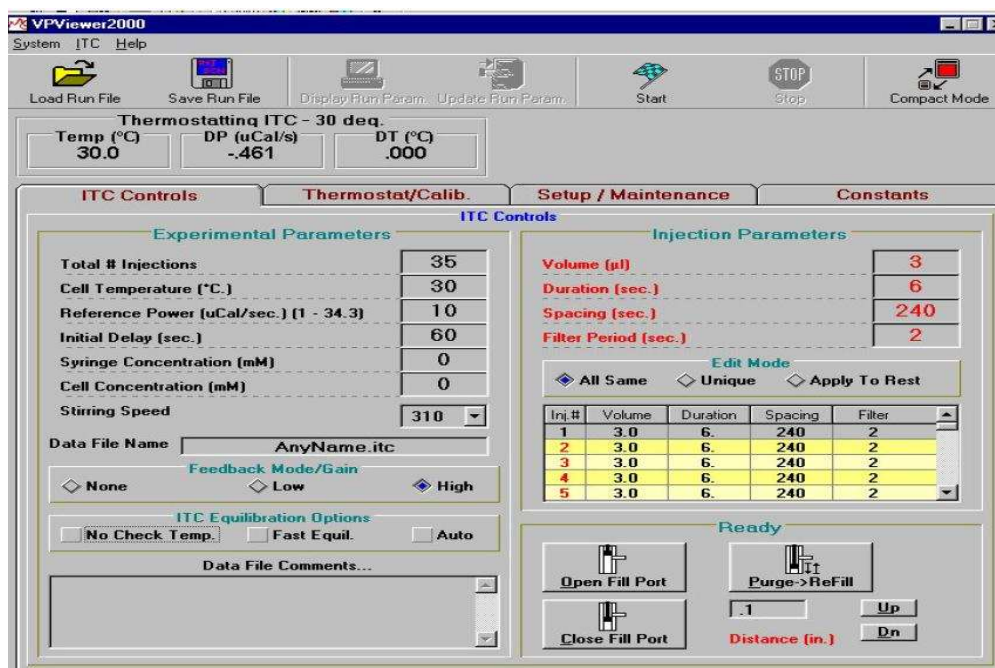 VPViewer2000
System ITC Help
Load Run File Save Run File Display Run Param. Update Run Param. Start STOP Stop Compact Mode
Thermostatting ITC - 30 deg.
Temp (°C) DP (uCal/s) DT (°C)
30.0 -.461 .000
ITC Controls Thermostat/Calib. Setup / Maintenance Constants
ITC Controls
Experimental Parameters
Total # Injections 35
Cell Temperature (°C.) 30
Reference Power (uCal/sec.) (1 - 34.3) 10
Initial Delay (sec.) 60
Syringe Concentration (mM) 0
Cell Concentration (mM) 0
Stirring Speed 310
Data File Name AnyName.itc
Feedback Mode/Gain
None Low High
ITC Equilibration Options
No Check Temp. Fast Equil. Auto
Data File Comments...
Injection Parameters
Volume (µl) 3
Duration (sec.) 6
Spacing (sec.) 240
Filter Period (sec.) 2
Edit Mode
All Same Unique Apply To Rest
Inj.# Volume Duration Spacing Filter
1 3.0 6. 240 2
2 3.0 6. 240 2
3 3.0 6. 240 2
4 3.0 6. 240 2
5 3.0 6. 240 2
Ready
Open Fill Port Purge->ReFill
.1 Up
Close Fill Port Distance (in.) Dn